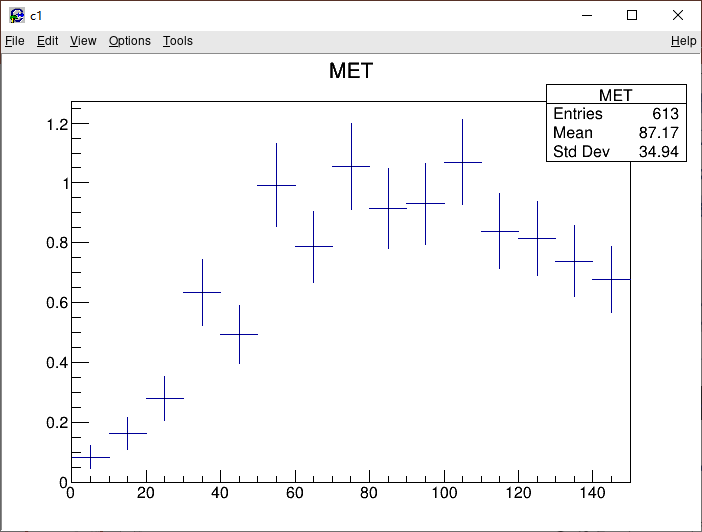 c1
File Edit View Options Tools Help
MET
MET
Entries 613
Mean 87.17
Std Dev 34.94
1.2
1
0.8
0.6
0.4
0.2
0
0 20 40 60 80 100 120 140